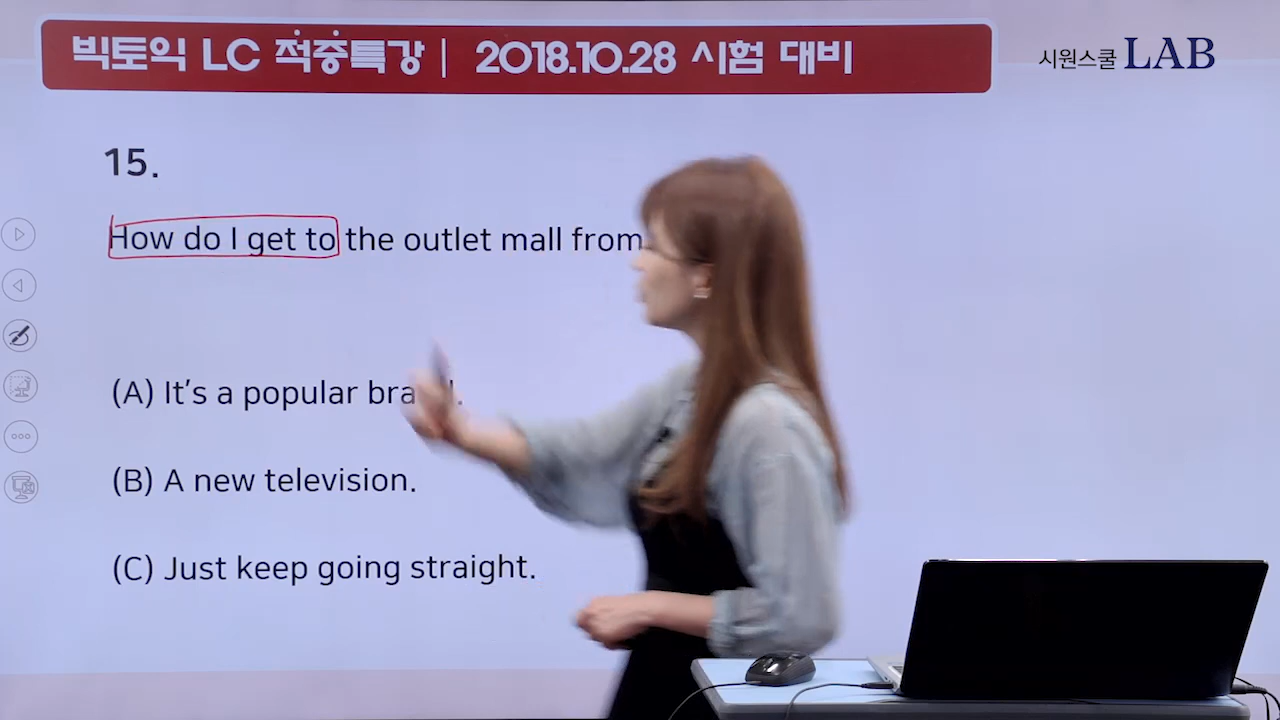 빅토익 LC 적중특강 | 2018.10.28 시험 대비
시원스쿨 LAB
15.
How do I get to the outlet mall from
(A) It's a popular
(B) A new television.
(C) Just keep going straight.